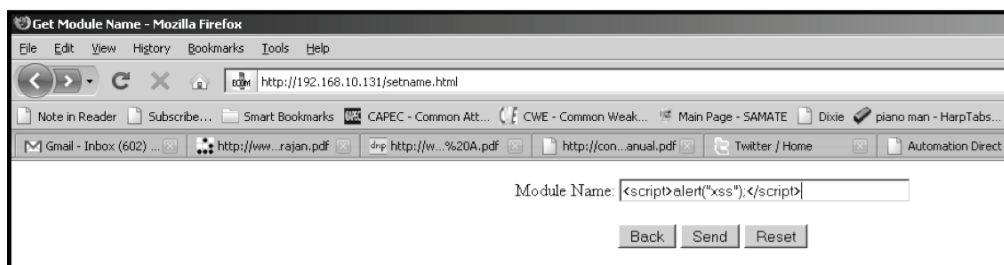 Get Module Name - Mozilla Firefox
File Edit View History Bookmarks Tools Help
http://192.168.10.131/setname.html
Note in Reader Subscribe... Smart Bookmarks CAPEC - Common Att... CWE - Common Weak... Main Page - SAMATE Dixie piano man - HarpTabs...
Gmail - Inbox (602) ... http://ww...rajan.pdf dnp http://w...%20A.pdf http://con...anual.pdf Twitter / Home Automation Direct
Module Name: <script>alert("xss");</script>
Back Send Reset